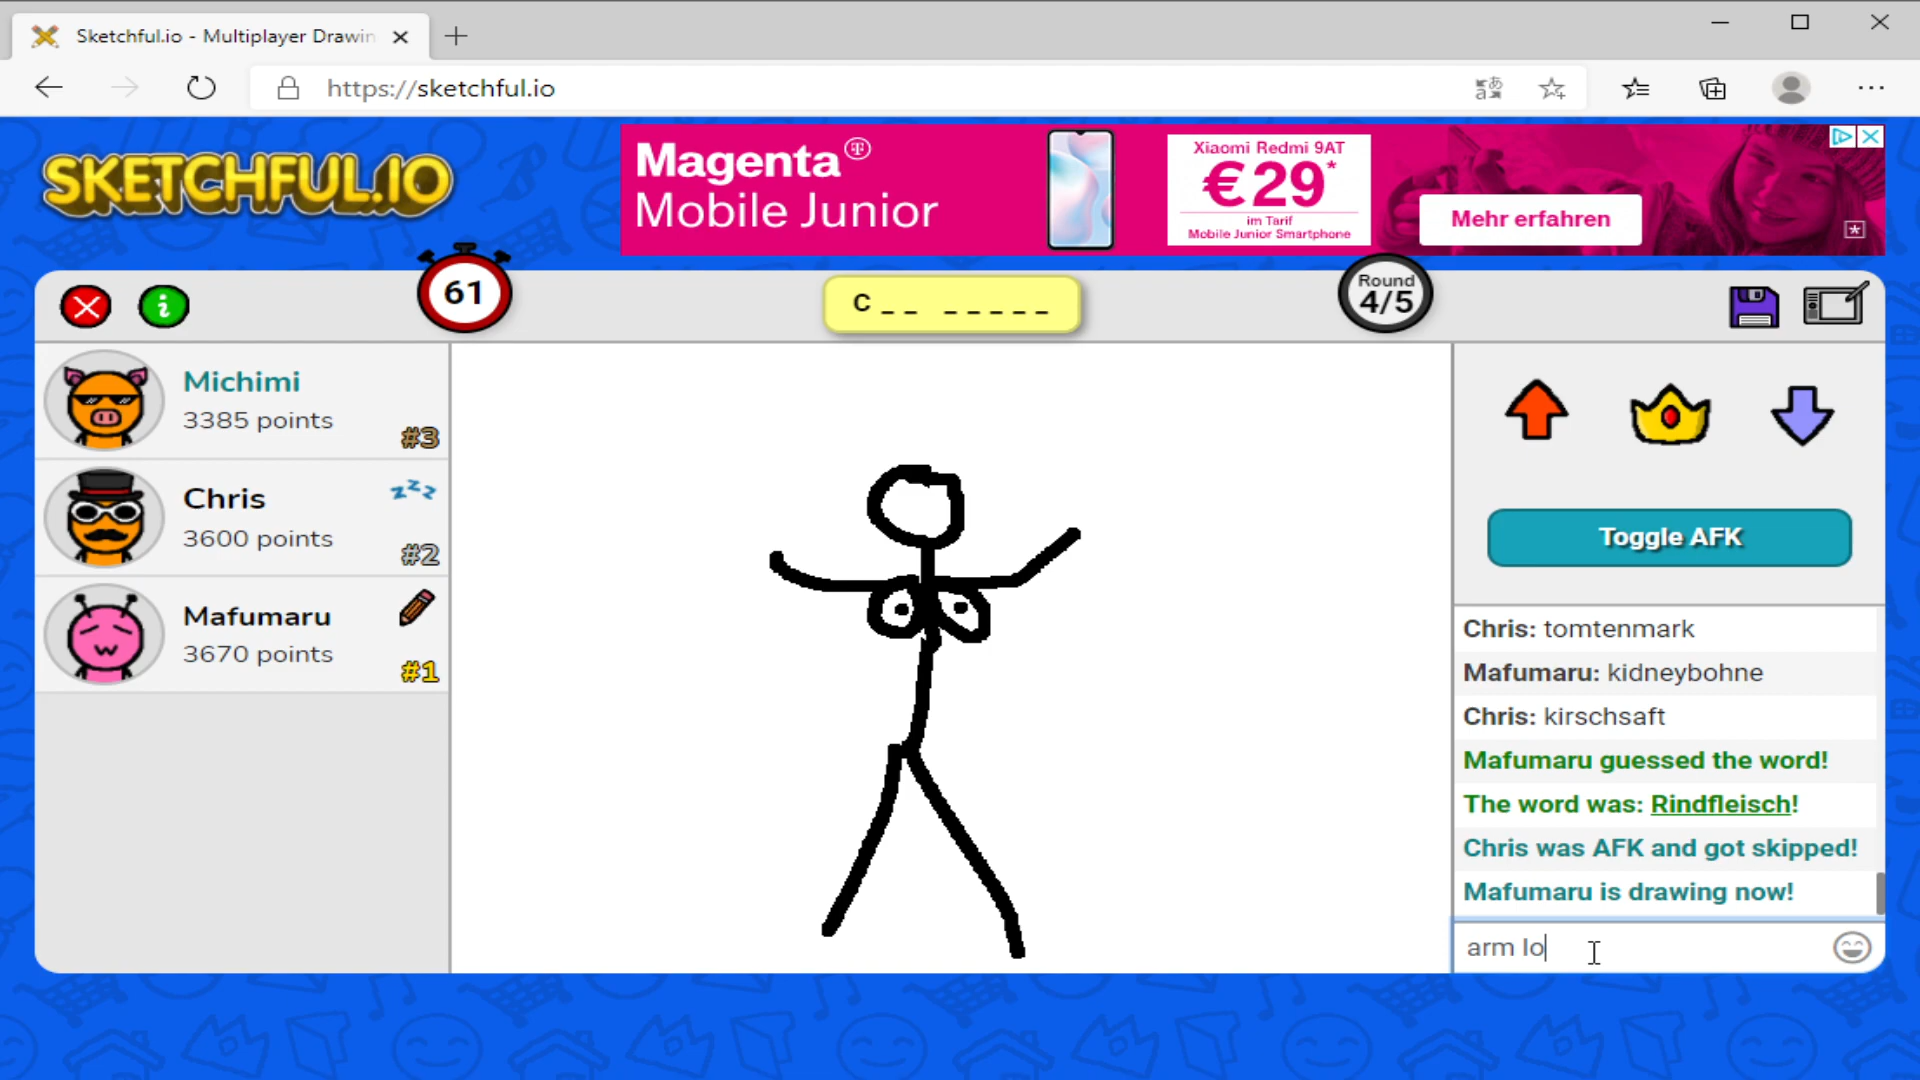 Sketchful.io - Multiplayer Drawin
https://sketchful.io
SKETCHFUL.IO
Magenta T
Mobile Junior
Xiaomi Redmi 9AT
€29*
im Tarif
Mobile Junior Smartphone
Mehr erfahren
61
C _ _ _ _ _ _ _
Round
4/5
Michimi
3385 points
#3
Chris
zzz
3600 points
#2
Mafumaru
3670 points
#1
Toggle AFK
Chris: tomtenmark
Mafumaru: kidneybohne
Chris: kirschsaft
Mafumaru guessed the word!
The word was: Rindfleisch!
Chris was AFK and got skipped!
Mafumaru is drawing now!
arm lo